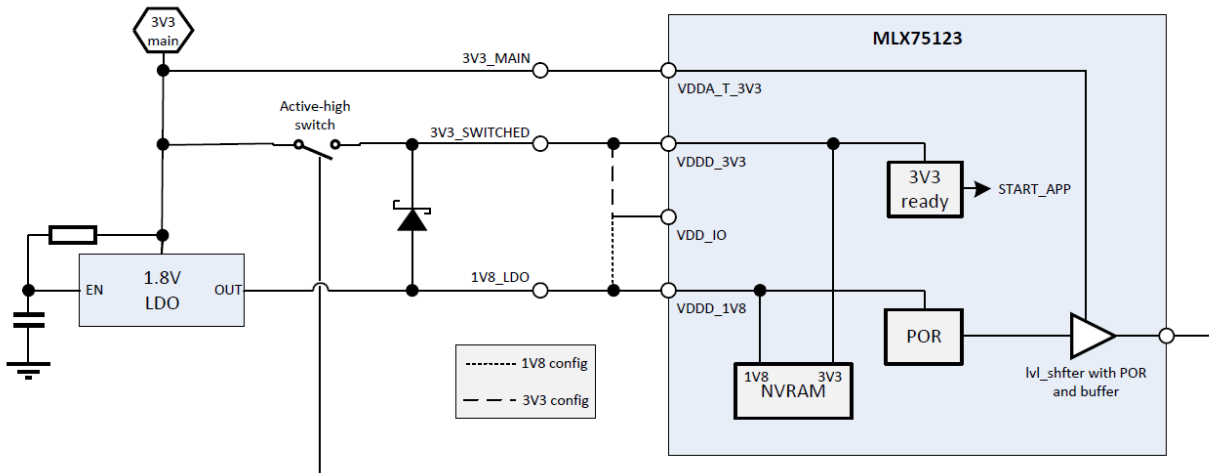 3V3
main
MLX75123
3V3_MAIN
VDDA_T_3V3
Active-high
switch
3V3_SWITCHED
VDDD_3V3
3V3
ready
START_APP
VDD_IO
1.8V
LDO
EN
OUT
1V8_LDO
VDDD_1V8
POR
1V8 config
3V3 config
1V8
3V3
NVRAM
lvl_shfter with POR
and buffer